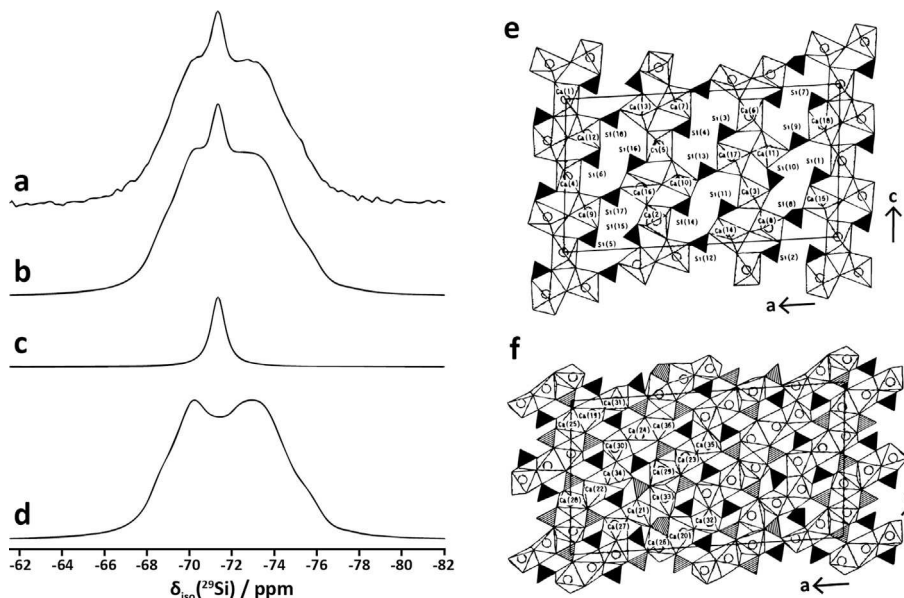 a
b
c
d
-62 -64 -66 -68 -70 -72 -74 -76 -78 -80 -82
δiso(²⁹Si) / ppm
e
Ca(1)
Si(7)
Ca(13) Ca(7) Ca(6)
Si(3) Ca(18)
Ca(12) Si(18) Si(4) Si(9)
Ca(5)
Si(16) Si(13) Ca(17) Ca(11) Si(1)
Si(6) Si(10)
Ca(4)
Ca(16) Ca(10) Si(11) Ca(3)
Ca(9) Si(17) Si(8) Ca(15)
Ca(2) Si(14) Ca(8)
Si(15) Ca(14)
Si(5) Si(12) Si(2)
c
a
f
Ca(31)
Ca(19)
Ca(25) Ca(24) Ca(36)
Ca(30) Ca(35)
Ca(23)
Ca(34) Ca(29)
Ca(28) Ca(22) Ca(33)
Ca(21)
Ca(27) Ca(32)
Ca(26) Ca(20)
a